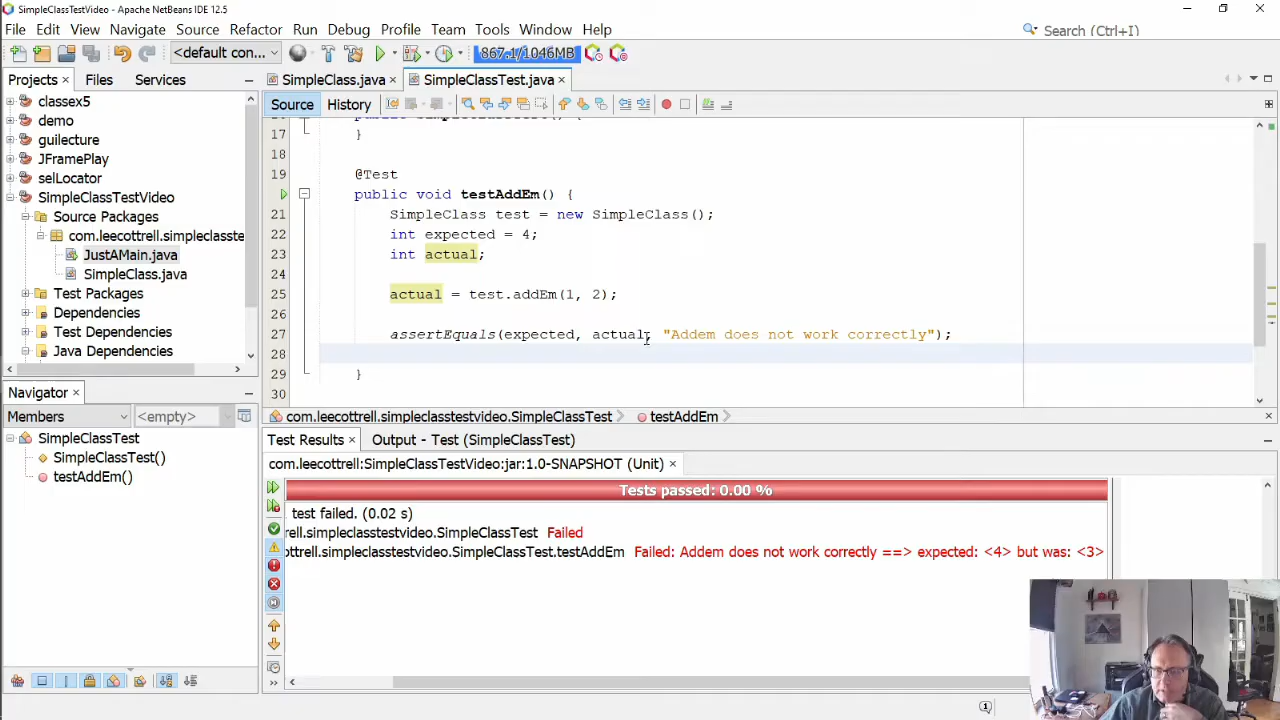 SimpleClassTestVideo - Apache NetBeans IDE 12.5
File Edit View Navigate Source Refactor Run Debug Profile Team Tools Window Help
Search (Ctrl+I)
<default con...
867.1/1046MB
Projects Files Services
SimpleClass.java SimpleClassTest.java
Source History
classex5
demo
guilecture
JFramePlay
selLocator
SimpleClassTestVideo
Source Packages
com.leecottrell.simpleclasste
JustAMain.java
SimpleClass.java
Test Packages
Dependencies
Test Dependencies
Java Dependencies
17 }
18
19 @Test
public void testAddEm() {
21 SimpleClass test = new SimpleClass();
22 int expected = 4;
23 int actual;
24
25 actual = test.addEm(1, 2);
26
27 assertEquals(expected, actual, "Addem does not work correctly");
28
29 }
30
com.leecottrell.simpleclasstestvideo.SimpleClassTest testAddEm
Navigator
Members <empty>
SimpleClassTest
SimpleClassTest()
testAddEm()
Test Results Output - Test (SimpleClassTest)
com.leecottrell:SimpleClassTestVideo:jar:1.0-SNAPSHOT (Unit)
Tests passed: 0.00 %
test failed. (0.02 s)
rell.simpleclasstestvideo.SimpleClassTest Failed
ottrell.simpleclasstestvideo.SimpleClassTest.testAddEm Failed: Addem does not work correctly ==> expected: <4> but was: <3>